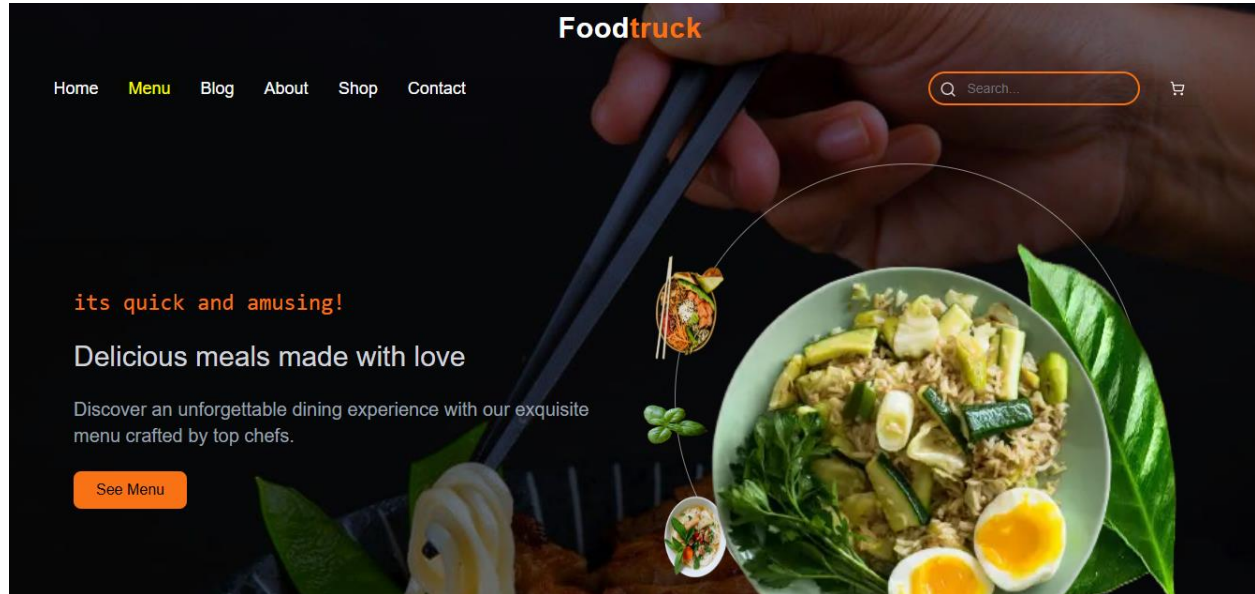 Foodtruck
Home Menu Blog About Shop Contact Search...
its quick and amusing!
Delicious meals made with love
Discover an unforgettable dining experience with our exquisite
menu crafted by top chefs.
See Menu